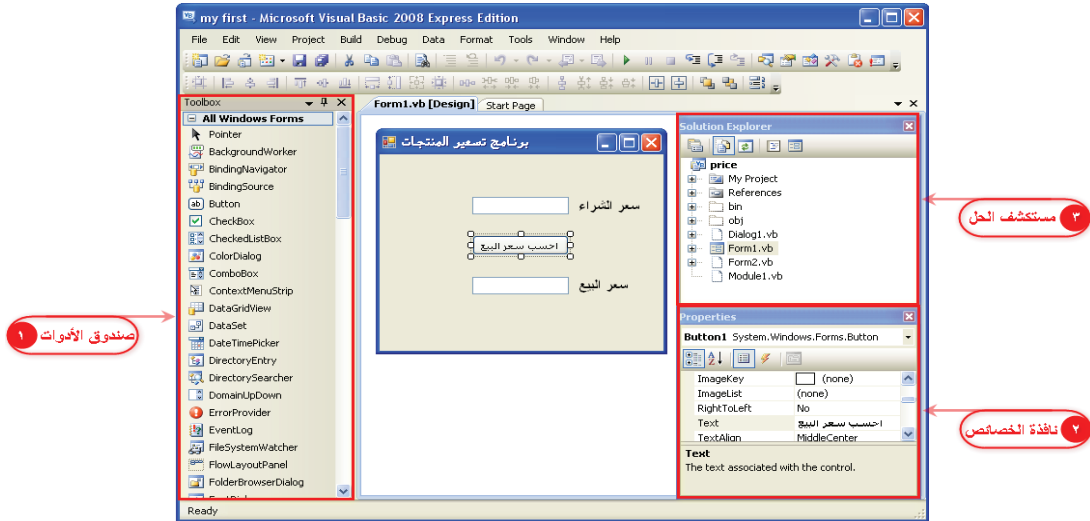 my first - Microsoft Visual Basic 2008 Express Edition
File Edit View Project Build Debug Data Format Tools Window Help
Toolbox
All Windows Forms
Pointer
BackgroundWorker
BindingNavigator
BindingSource
Button
CheckBox
CheckedListBox
ColorDialog
ComboBox
ContextMenuStrip
DataGridView
DataSet
DateTimePicker
DirectoryEntry
DirectorySearcher
DomainUpDown
ErrorProvider
EventLog
FileSystemWatcher
FlowLayoutPanel
FolderBrowserDialog
Form1.vb [Design] Start Page
برنامج تسعير المنتجات
سعر الشراء
احسب سعر البيع
سعر البيع
Solution Explorer
price
My Project
References
bin
obj
Dialog1.vb
Form1.vb
Form2.vb
Module1.vb
Properties
Button1 System.Windows.Forms.Button
ImageKey (none)
ImageList (none)
RightToLeft No
Text احسب سعر البيع
TextAlign MiddleCenter
Text
The text associated with the control.
Ready
١ صندوق الأدوات
٣ مستكشف الحل
٢ نافذة الخصائص